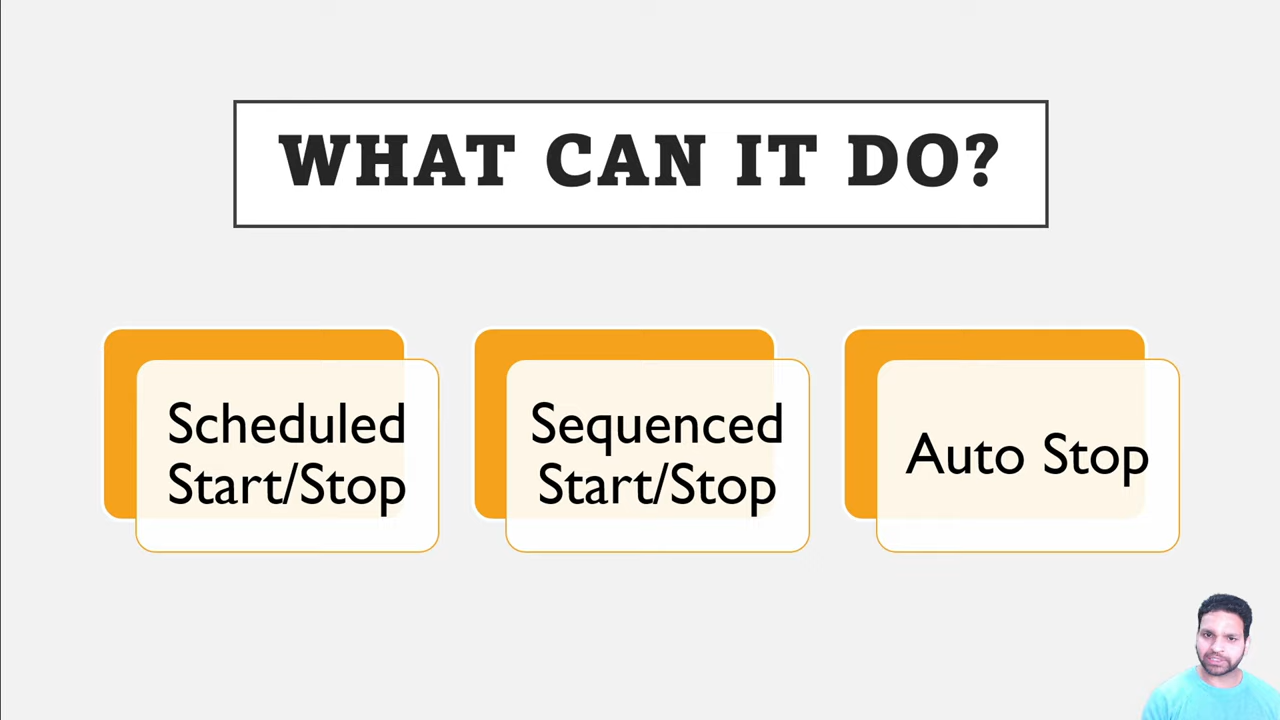 WHAT CAN IT DO?
Scheduled
Start/Stop
Sequenced
Start/Stop
Auto Stop